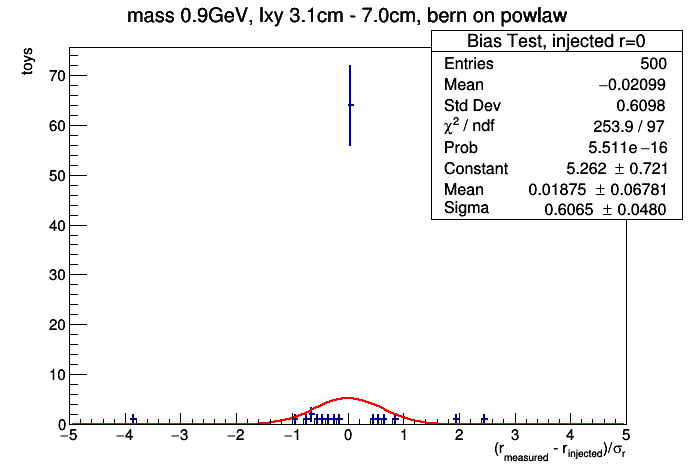 mass 0.9GeV, lxy 3.1cm - 7.0cm, bern on powlaw
toys
Bias Test, injected r=0
Entries 500
Mean −0.02099
Std Dev 0.6098
χ² / ndf 253.9 / 97
Prob 5.511e−16
Constant 5.262 ± 0.721
Mean 0.01875 ± 0.06781
Sigma 0.6065 ± 0.0480
70
60
50
40
30
20
10
0
−5 −4 −3 −2 −1 0 1 2 3 4 5
(r_measured - r_injected)/σ_r